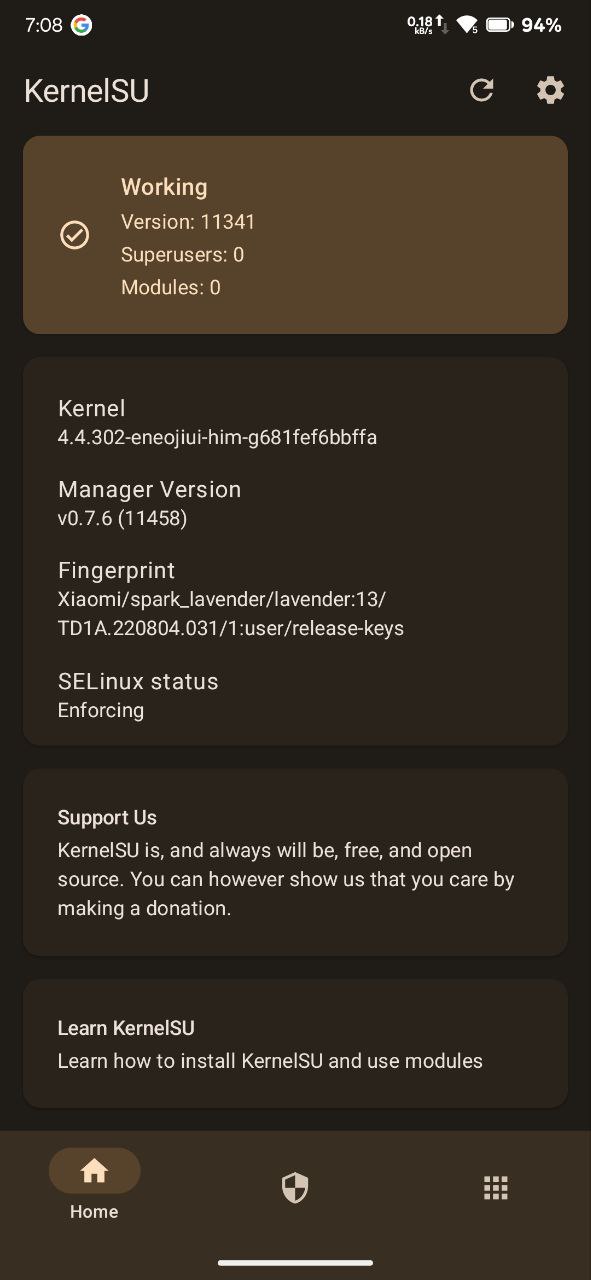 7:08
0.18
kB/s
5
94%
KernelSU
Working
Version: 11341
Superusers: 0
Modules: 0
Kernel
4.4.302-eneojiui-him-g681fef6bbffa
Manager Version
v0.7.6 (11458)
Fingerprint
Xiaomi/spark_lavender/lavender:13/
TD1A.220804.031/1:user/release-keys
SELinux status
Enforcing
Support Us
KernelSU is, and always will be, free, and open
source. You can however show us that you care by
making a donation.
Learn KernelSU
Learn how to install KernelSU and use modules
Home